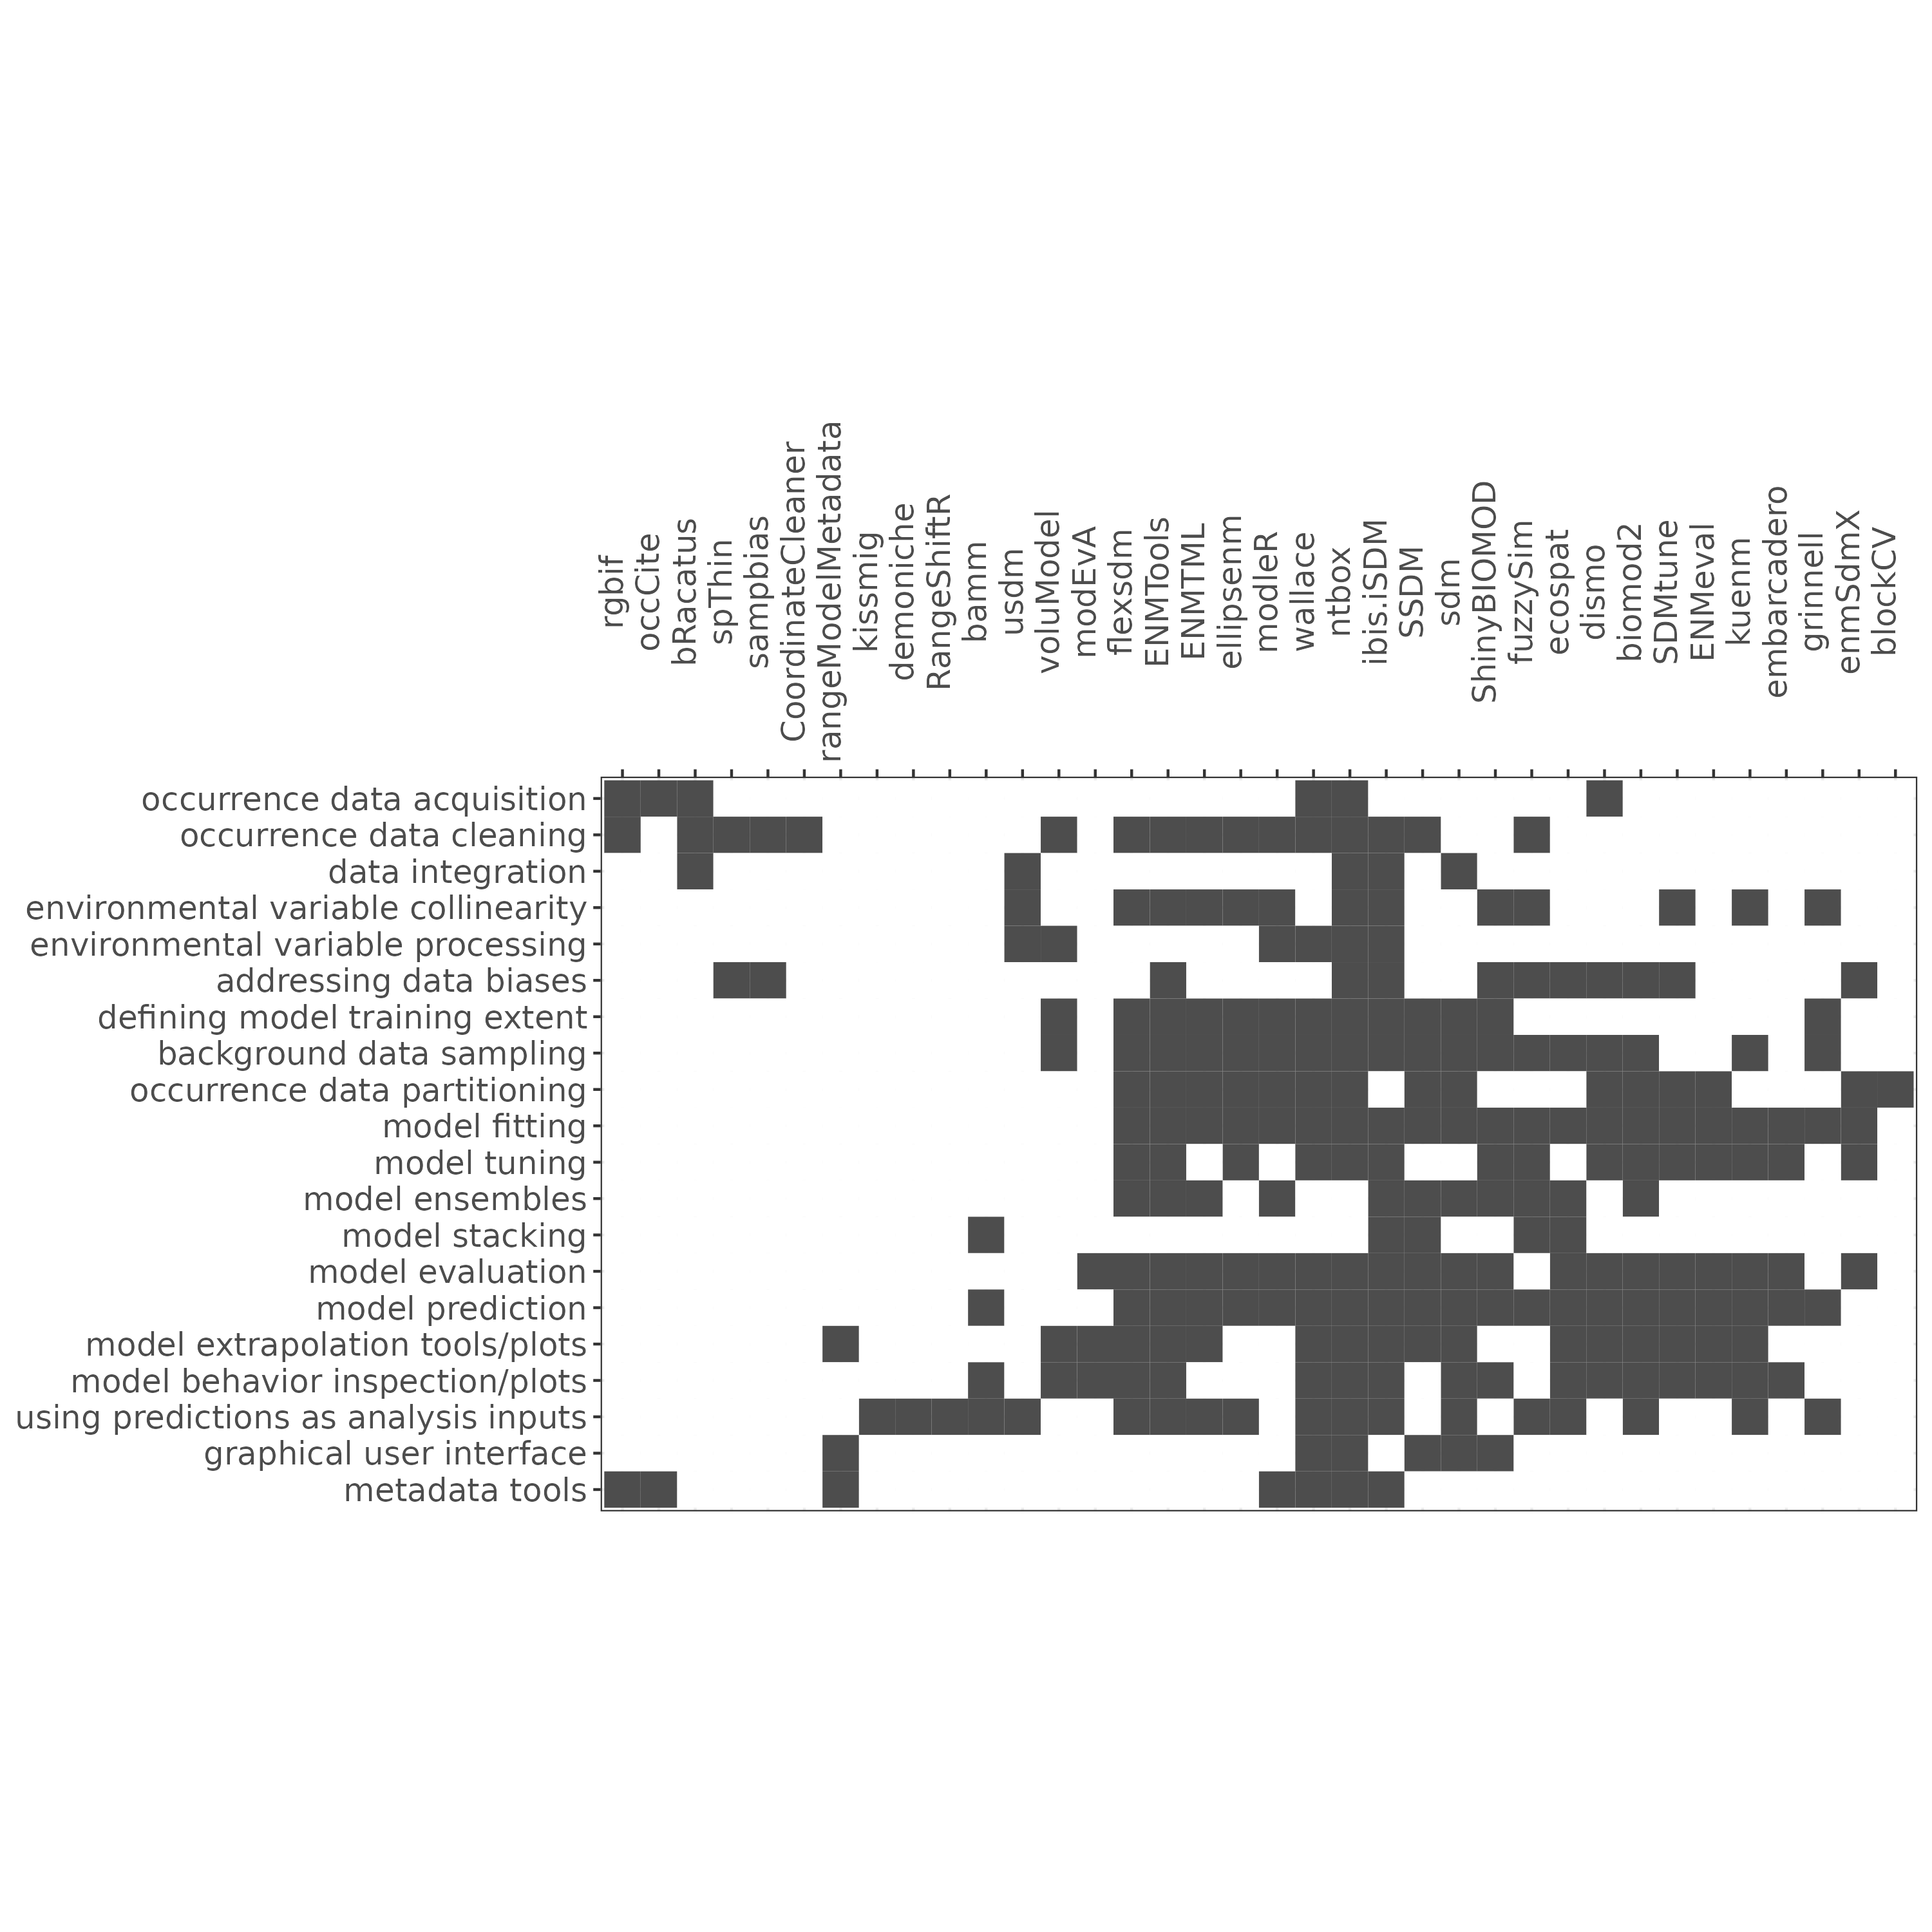 rgbif
occCite
bRacatus
spThin
sampbias
CoordinateCleaner
rangeModelMetadata
kissmig
demoniche
RangeShiftR
bamm
usdm
voluModel
modEvA
flexsdm
ENMTools
ENMTML
ellipsenm
modleR
wallace
ntbox
ibis.iSDM
SSDM
sdm
ShinyBIOMOD
fuzzySim
ecospat
dismo
biomod2
SDMtune
ENMeval
kuenm
embarcadero
grinnell
enmSdmX
blockCV
occurrence data acquisition
occurrence data cleaning
data integration
environmental variable collinearity
environmental variable processing
addressing data biases
defining model training extent
background data sampling
occurrence data partitioning
model fitting
model tuning
model ensembles
model stacking
model evaluation
model prediction
model extrapolation tools/plots
model behavior inspection/plots
using predictions as analysis inputs
graphical user interface
metadata tools